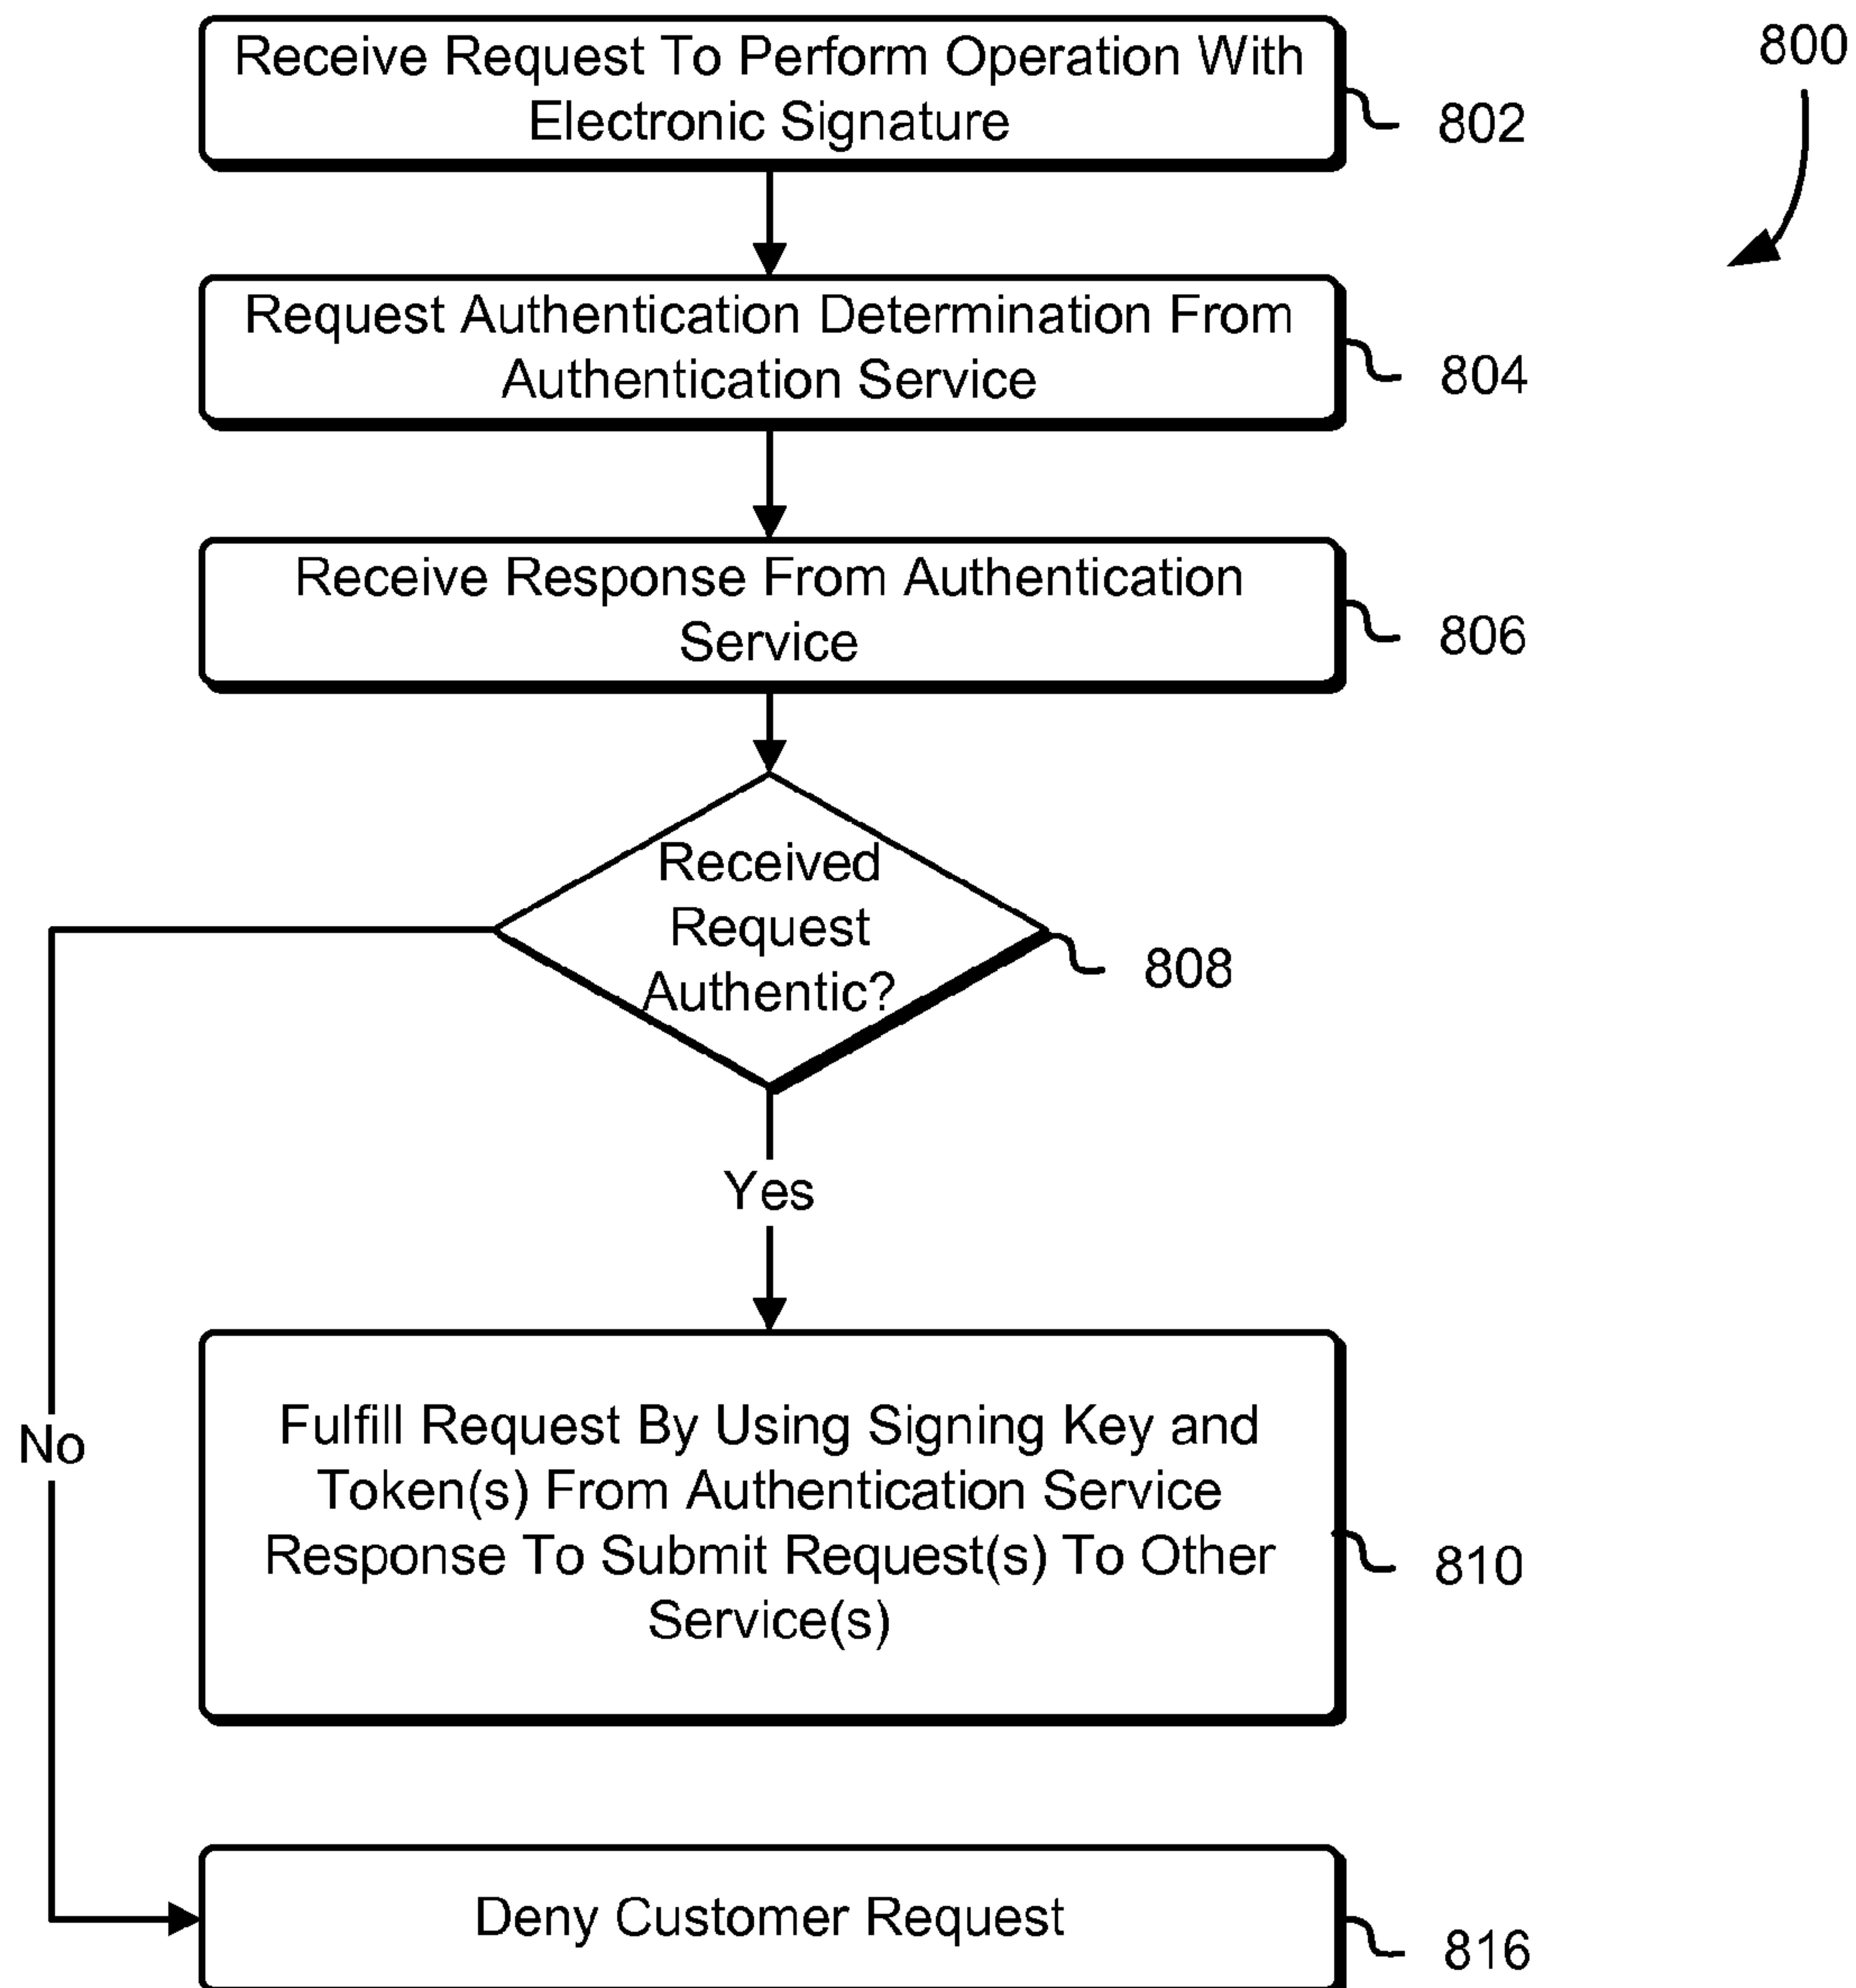 Receive Request To Perform Operation With
Electronic Signature
800
802
Request Authentication Determination From
Authentication Service
804
Receive Response From Authentication
Service
806
Received
Request
Authentic?
808
Yes
No
Fulfill Request By Using Signing Key and
Token(s) From Authentication Service
Response To Submit Request(s) To Other
Service(s)
810
Deny Customer Request
816